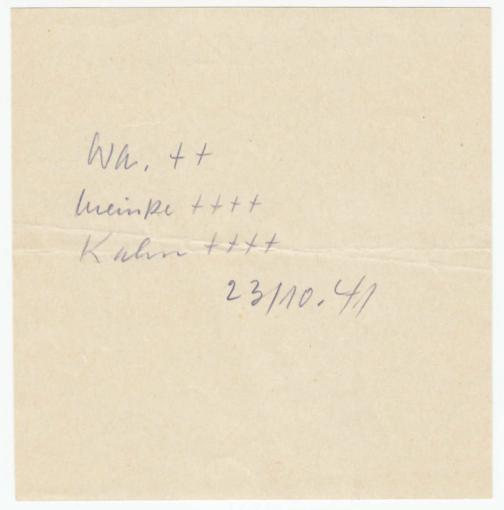 Wa. ++
Meinke ++++
Kahn ++++
23/10.41